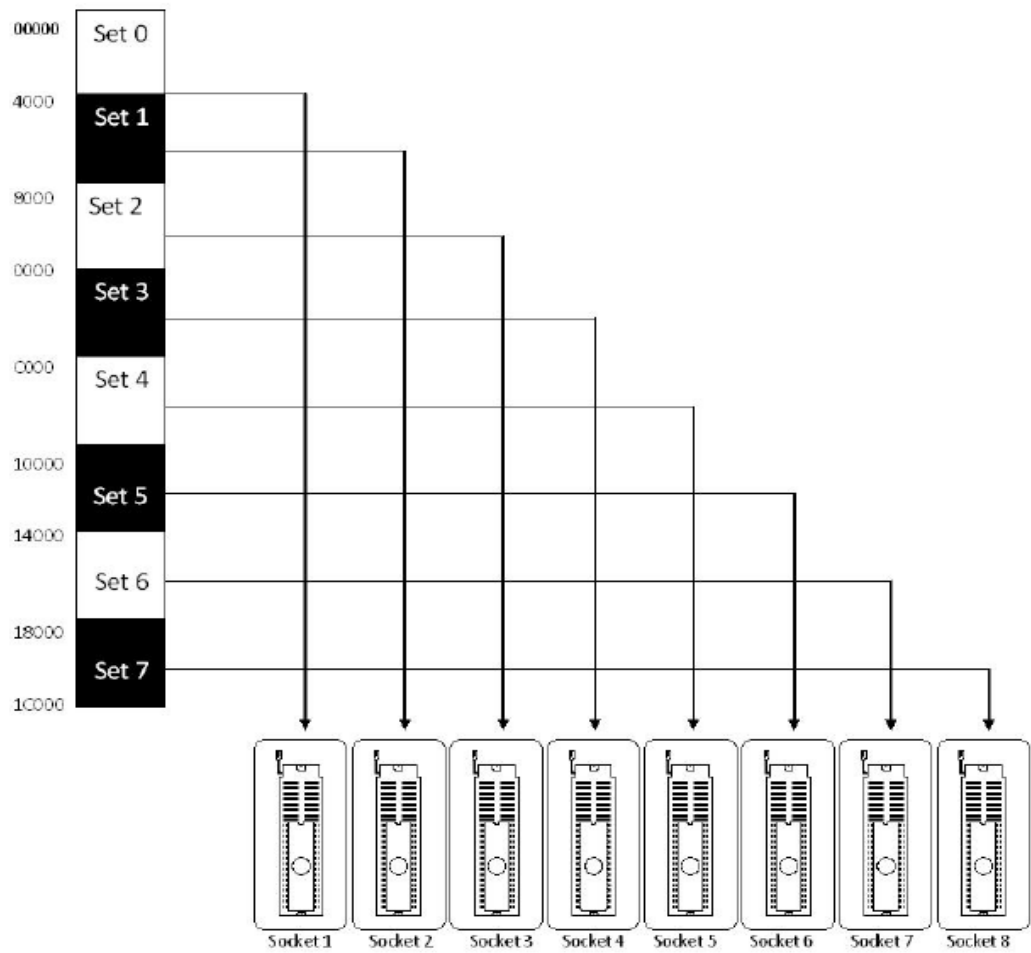 00000
Set 0
4000
Set 1
8000
Set 2
0000
Set 3
C000
Set 4
10000
Set 5
14000
Set 6
18000
Set 7
1C000
Socket 1 Socket 2 Socket 3 Socket 4 Socket 5 Socket 6 Socket 7 Socket 8